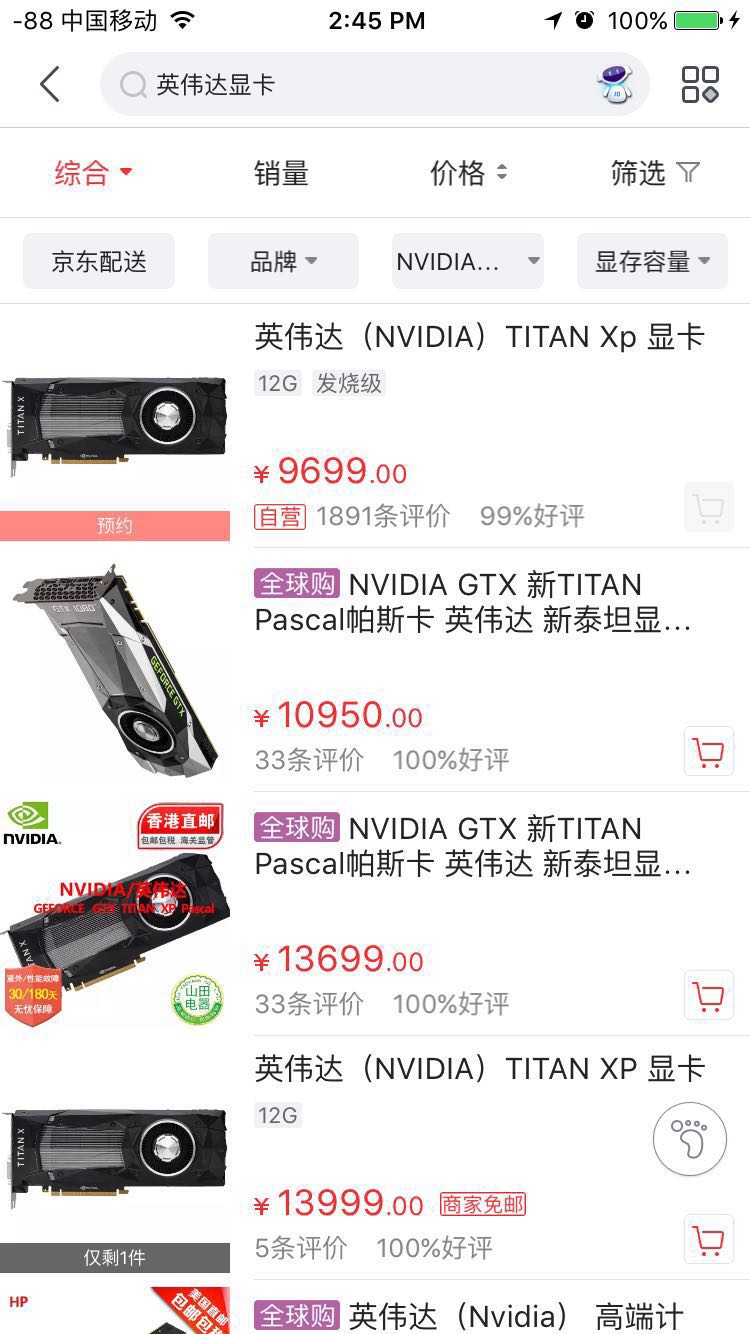 -88 中国移动
2:45 PM
100%
英伟达显卡
综合
销量
价格
筛选
京东配送
品牌
NVIDIA...
显存容量
TITAN X
预约
英伟达（NVIDIA）TITAN Xp 显卡
12G 发烧级
¥ 9699.00
自营 1891条评价 99%好评
GTX 1080
GEFORCE GTX
全球购 NVIDIA GTX 新TITAN
Pascal帕斯卡 英伟达 新泰坦显...
¥ 10950.00
33条评价 100%好评
NVIDIA.
香港直邮
包邮包税 海关监管
NVIDIA/英伟达
GEFORCE GTX TITAN XP Pascal
TITAN X
意外/性能故障
30/180天
无忧保障
山田
电器
全球购 NVIDIA GTX 新TITAN
Pascal帕斯卡 英伟达 新泰坦显...
¥ 13699.00
33条评价 100%好评
TITAN X
仅剩1件
英伟达（NVIDIA）TITAN XP 显卡
12G
¥ 13999.00 商家免邮
5条评价 100%好评
HP
美国直邮
包邮包税
全球购 英伟达（Nvidia） 高端计